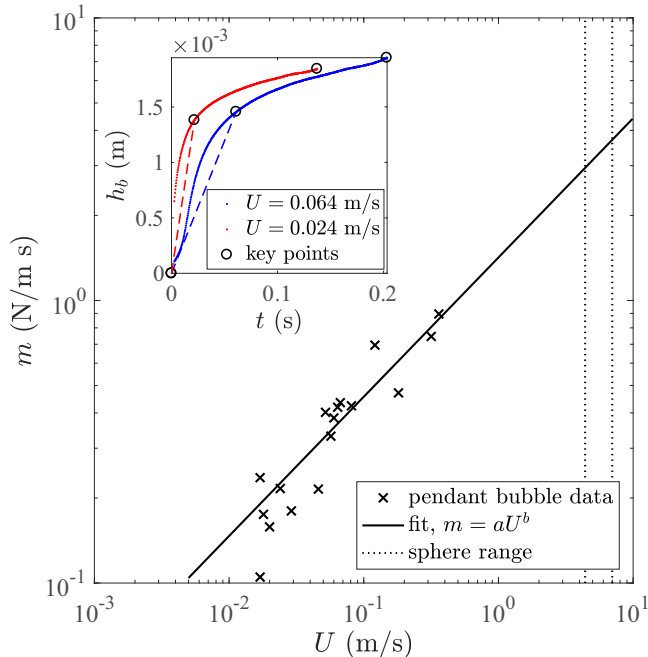 10^1
10^0
10^-1
m (N/m s)
10^-3
10^-2
10^-1
10^0
10^1
U (m/s)
×10^-3
1.5
1
0.5
0
h_b (m)
0
0.1
0.2
t (s)
U = 0.064 m/s
U = 0.024 m/s
key points
pendant bubble data
fit, m = aU^b
sphere range